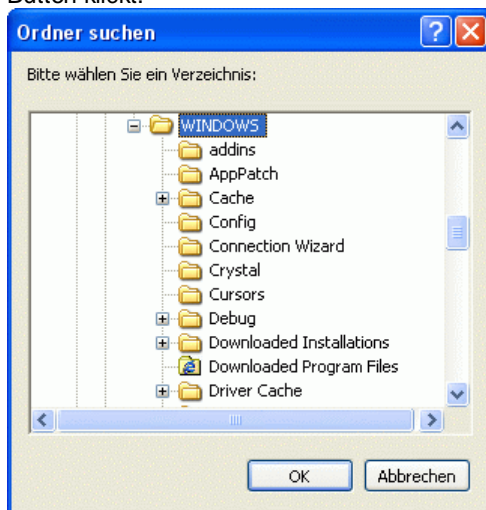 Button klickt.
Ordner suchen
Bitte wählen Sie ein Verzeichnis:
WINDOWS
addins
AppPatch
Cache
Config
Connection Wizard
Crystal
Cursors
Debug
Downloaded Installations
Downloaded Program Files
Driver Cache
OK Abbrechen